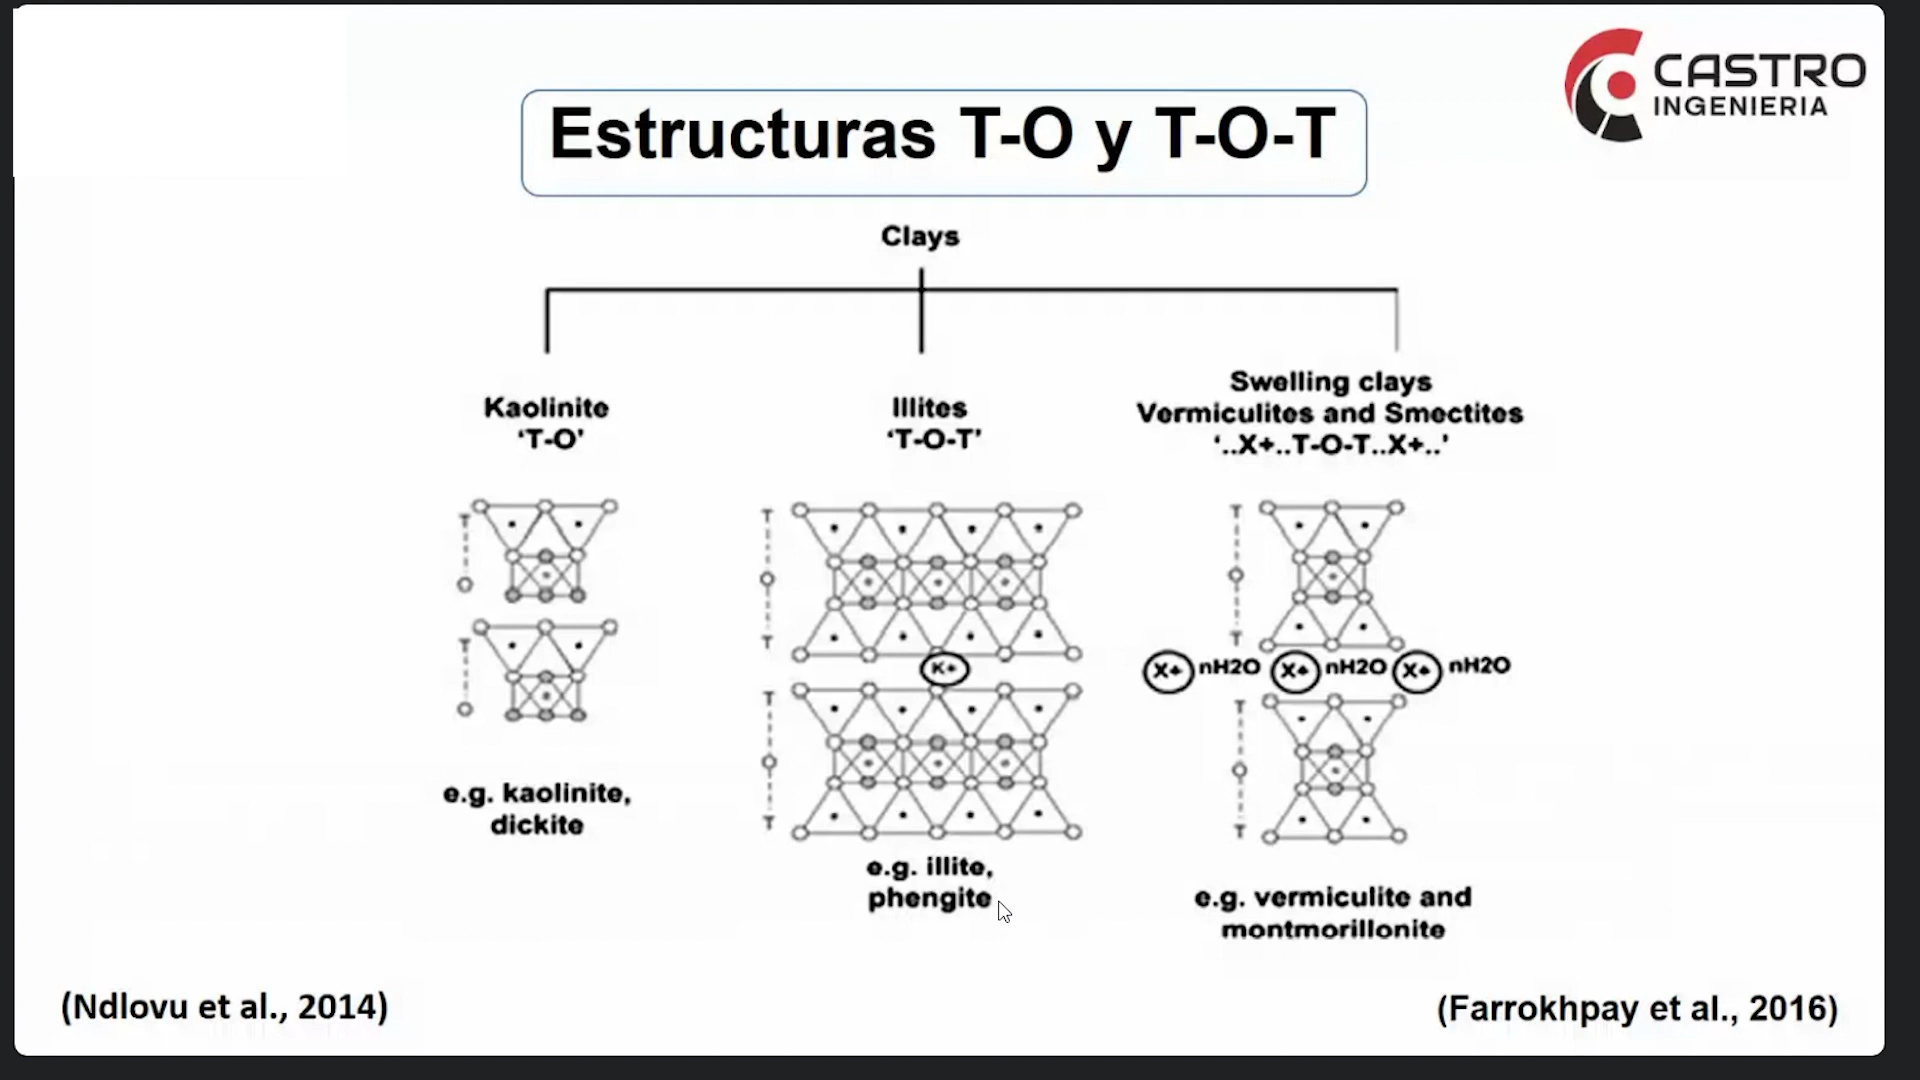 CASTRO
INGENIERIA
Estructuras T-O y T-O-T
Clays
Kaolinite
‘T-O’
Illites
‘T-O-T’
Swelling clays
Vermiculites and Smectites
‘..X+..T-O-T..X+..’
T
O
T
O
e.g. kaolinite,
dickite
T
O
T
K+
T
O
T
e.g. illite,
phengite
T
O
T
X+ nH2O X+ nH2O X+ nH2O
T
O
T
e.g. vermiculite and
montmorillonite
(Ndlovu et al., 2014)
(Farrokhpay et al., 2016)